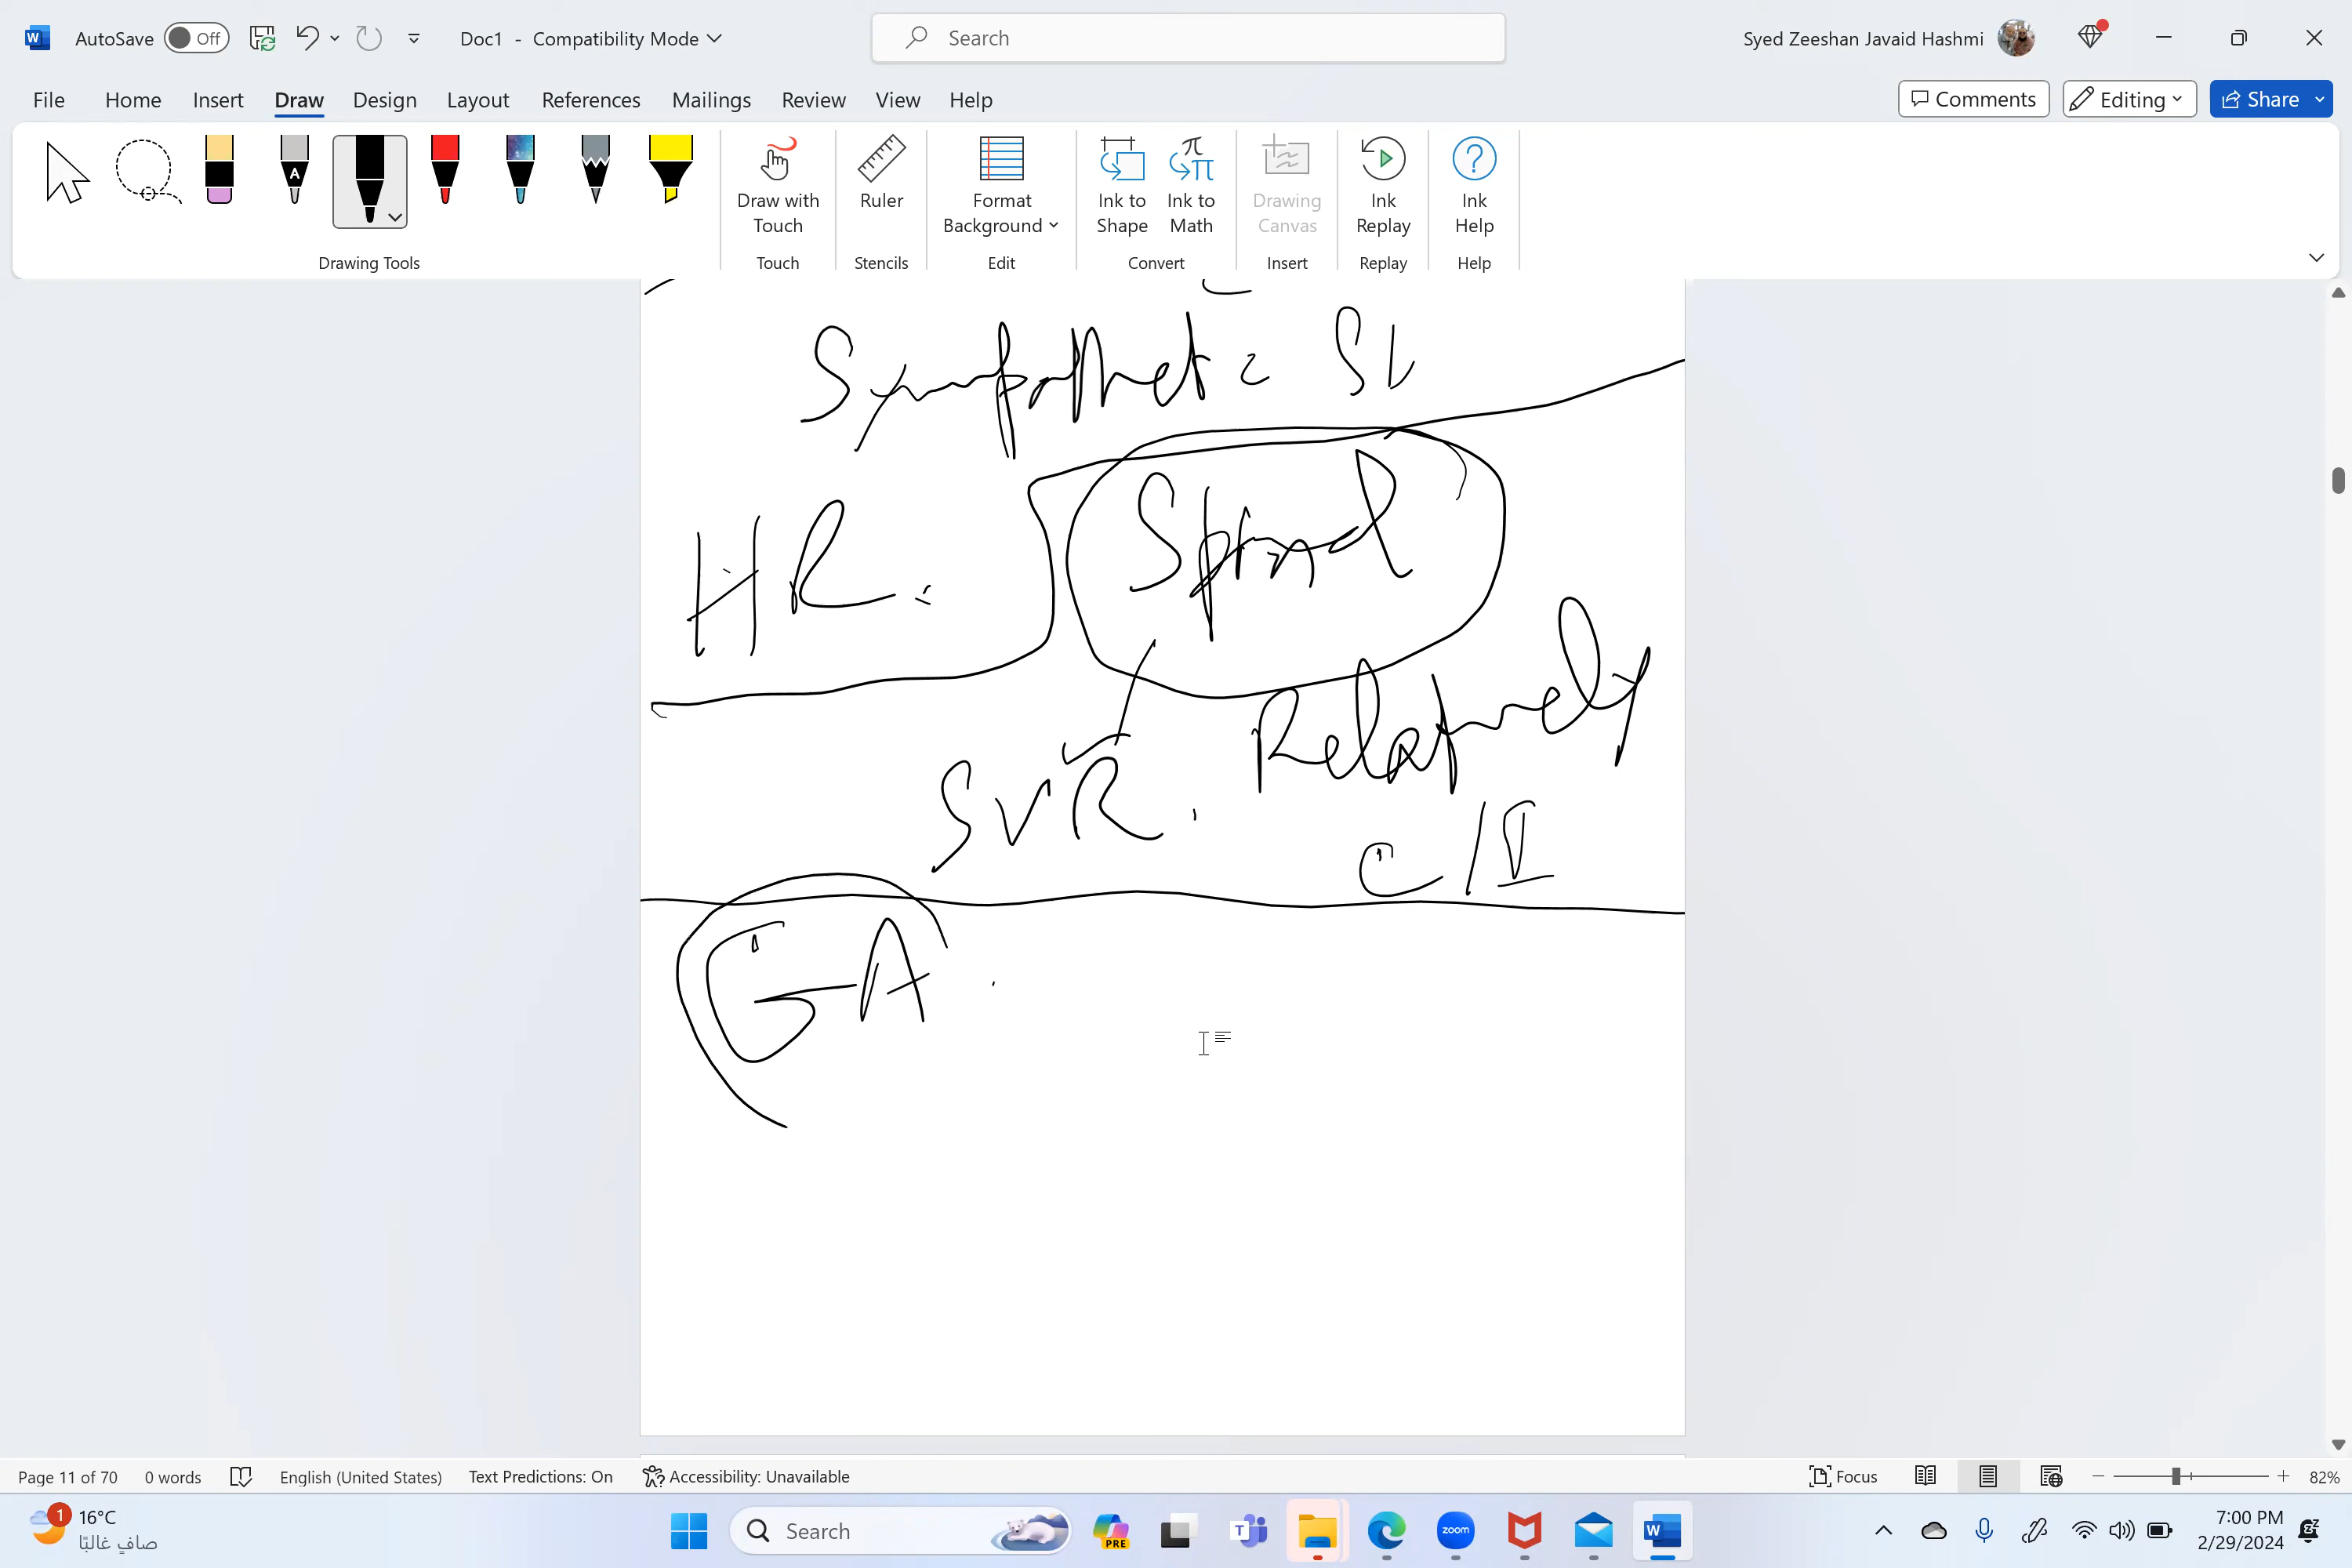 AutoSave Off Doc1 - Compatibility Mode Search Syed Zeeshan Javaid Hashmi
File Home Insert Draw Design Layout References Mailings Review View Help Comments Editing Share
A
Draw with Touch Ruler Format Background Ink to Shape Ink to Math Drawing Canvas Ink Replay Ink Help
Drawing Tools Touch Stencils Edit Convert Insert Replay Help
Sympathetic
HR Spinal
SVR. Relatively
C/I
GA
Page 11 of 70 0 words English (United States) Text Predictions: On Accessibility: Unavailable Focus 82%
1 16°C Search PRE zoom 7:00 PM
صافٍ غالبًا 2/29/2024